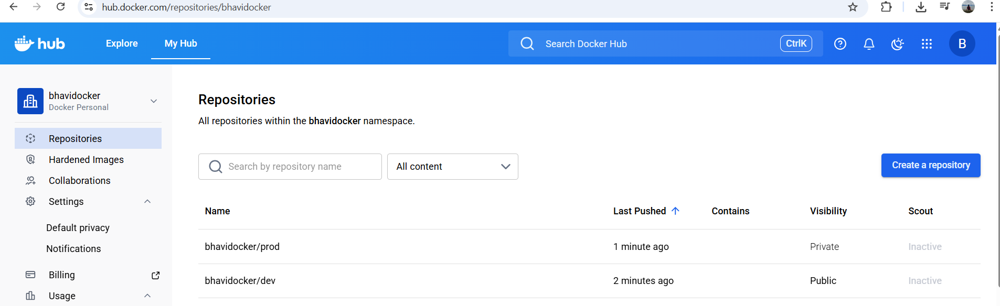 hub.docker.com/repositories/bhavidocker
hub Explore My Hub Search Docker Hub CtrlK B
bhavidocker
Docker Personal
Repositories
Hardened Images
Collaborations
Settings
Default privacy
Notifications
Billing
Usage
Repositories
All repositories within the bhavidocker namespace.
Search by repository name All content Create a repository
Name Last Pushed Contains Visibility Scout
bhavidocker/prod 1 minute ago Private Inactive
bhavidocker/dev 2 minutes ago Public Inactive